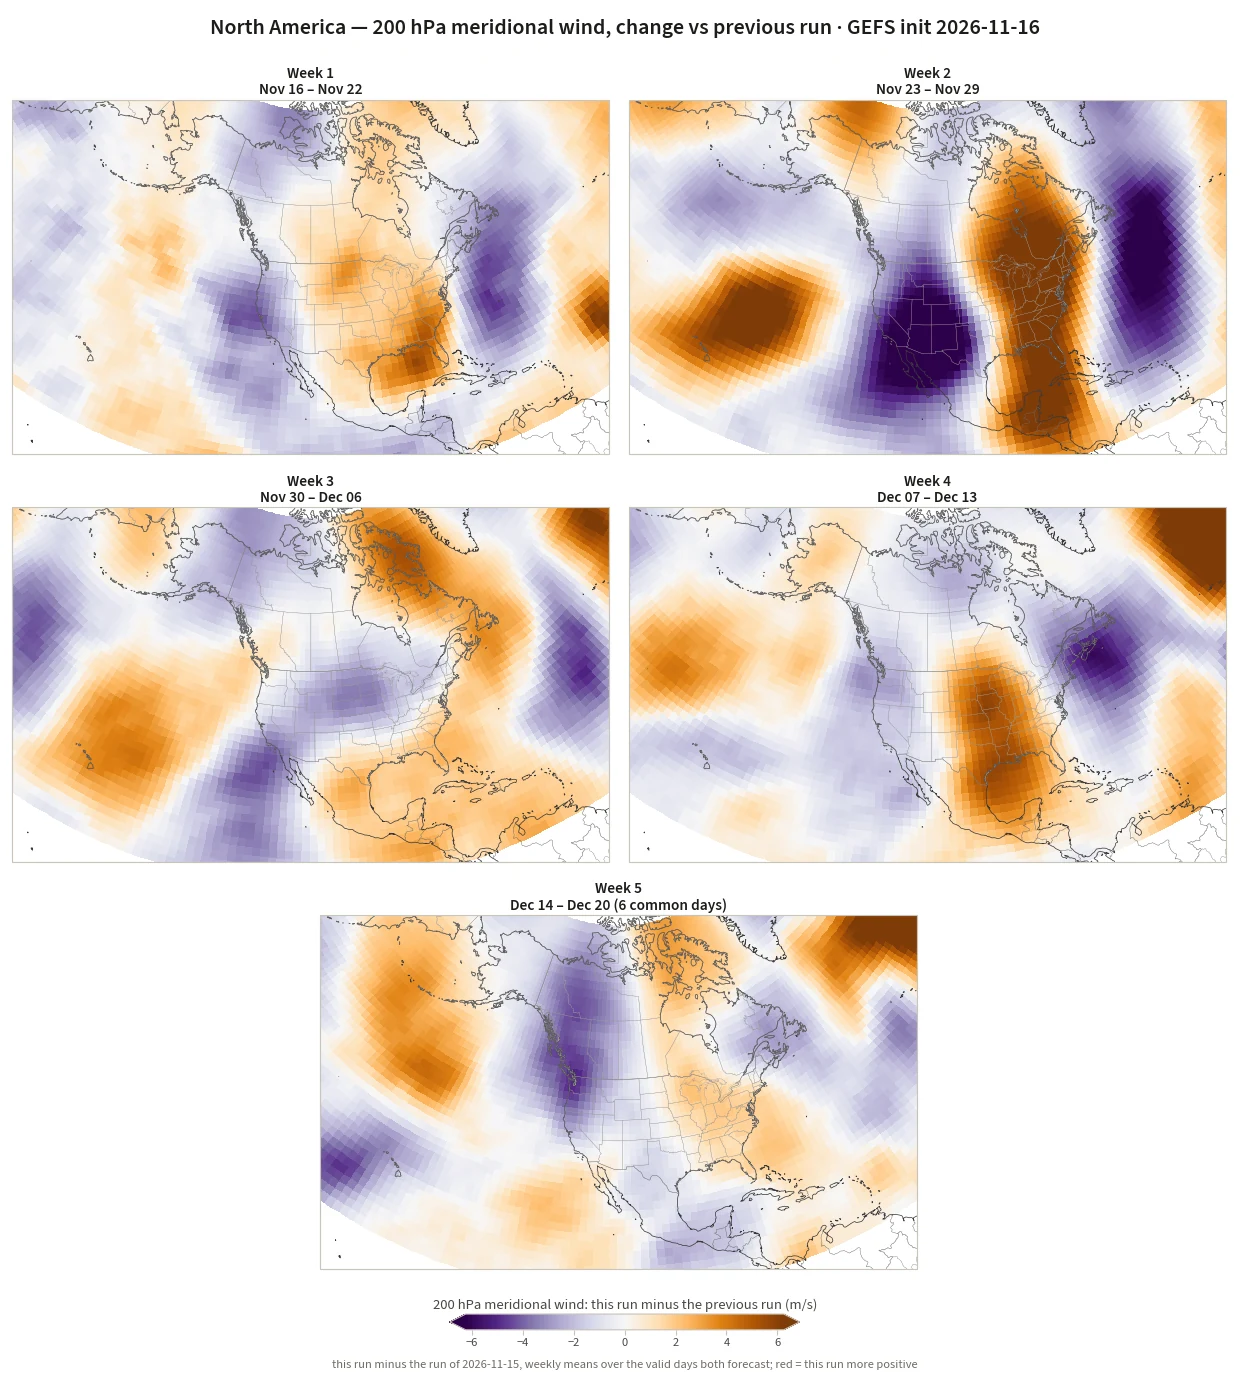 North America — 200 hPa meridional wind, change vs previous run · GEFS init 2026-11-16
Week 1
Nov 16 – Nov 22
Week 2
Nov 23 – Nov 29
Week 3
Nov 30 – Dec 06
Week 4
Dec 07 – Dec 13
Week 5
Dec 14 – Dec 20 (6 common days)
200 hPa meridional wind: this run minus the previous run (m/s)
−6 −4 −2 0 2 4 6
this run minus the run of 2026-11-15, weekly means over the valid days both forecast; red = this run more positive